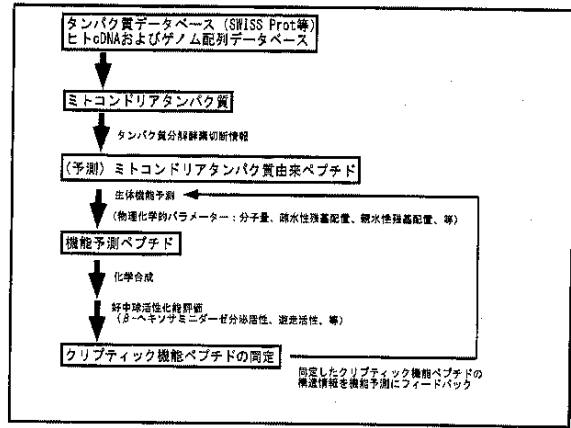 タンパク質データベース（SWISS Prot等）
ヒトcDNAおよびゲノム配列データベース
ミトコンドリアタンパク質
タンパク質分解酵素切断情報
（予測）ミトコンドリアタンパク質由来ペプチド
生体機能予測
（物理化学的パラメーター：分子量、疎水性残基配置、親水性残基配置、等）
機能予測ペプチド
化学合成
好中球活性化能評価
（β-ヘキソサミニダーゼ分泌活性、遊走活性、等）
クリプティック機能ペプチドの同定
同定したクリプティック機能ペプチドの
構造情報を機能予測にフィードバック